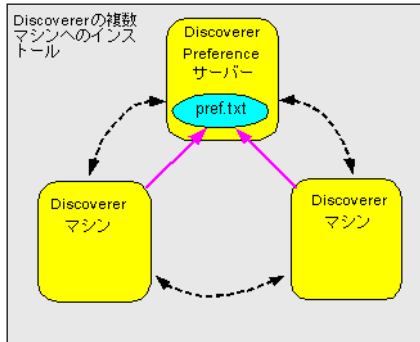 Discovererの複数
マシンへのインス
トール
Discoverer
Preference
サーバー
pref.txt
Discoverer
マシン
Discoverer
マシン